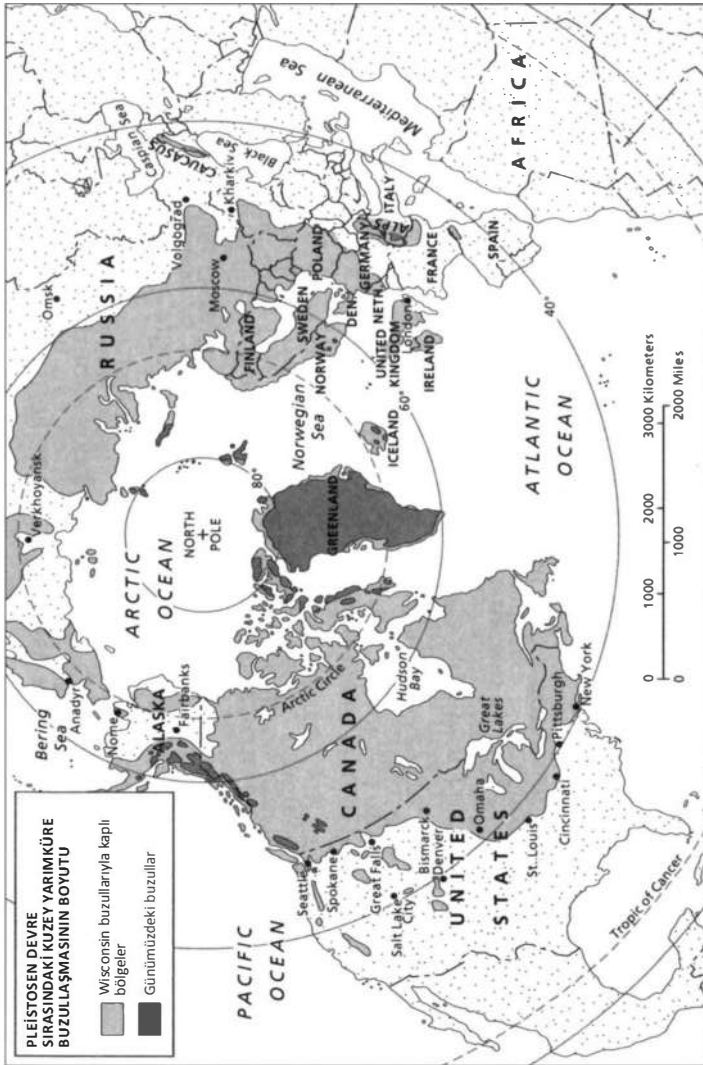 PLEİSTOSEN DEVRE
SIRASINDAKİ KUZEY YARIMKÜRE
BUZULLAŞMASININ BOYUTU
Wisconsin buzullarıyla kaplı
bölgeler
Günümüzdeki buzullar
Bering
Sea
Anadyr
Verkhoyansk
Omsk
RUSSIA
Volgograd
Caspian
Sea
CAUCASUS
Nome
ALASKA
Fairbanks
ARCTIC
OCEAN
NORTH
POLE
80°
Moscow
Kharkiv
Black Sea
FINLAND
SWEDEN
NORWAY
DEN.
POLAND
GERMANY
ALPS
ITALY
Mediterranean
Sea
Norwegian
Sea
UNITED
KINGDOM
NETH.
London
IRELAND
FRANCE
SPAIN
AFRICA
60°
ICELAND
GREENLAND
Arctic Circle
PACIFIC
OCEAN
CANADA
Hudson
Bay
ATLANTIC
OCEAN
40°
Seattle
Spokane
Great Falls
Salt Lake
City
Bismarck
Denver
UNITED
STATES
Omaha
Great
Lakes
St. Louis
Cincinnati
Pittsburgh
New York
Tropic of Cancer
0 1000 3000 Kilometers
0 1000 2000 Miles